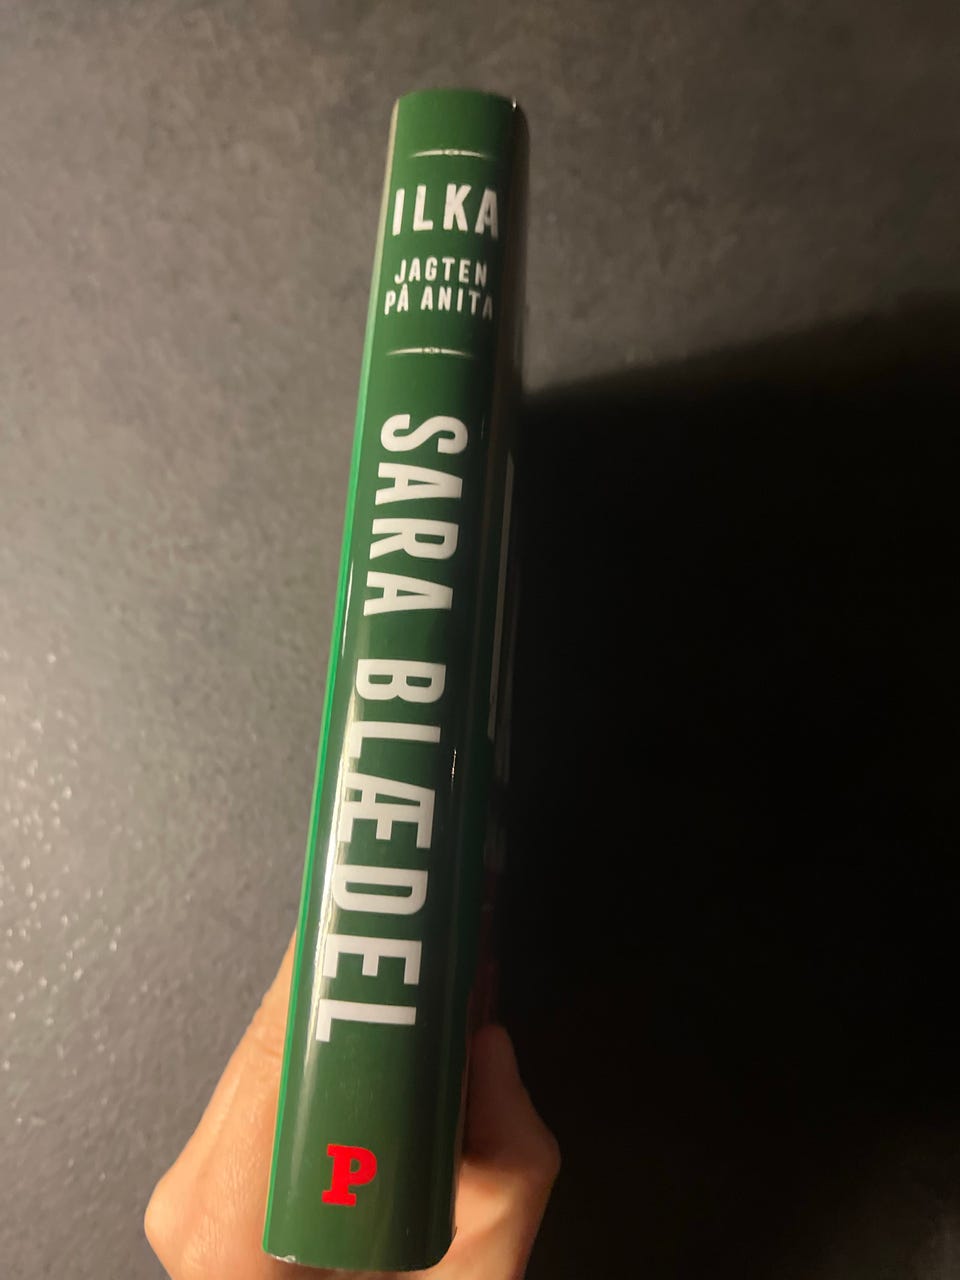 ILKA
JAGTEN
PÅ ANITA
SARA BLÆDEL
P